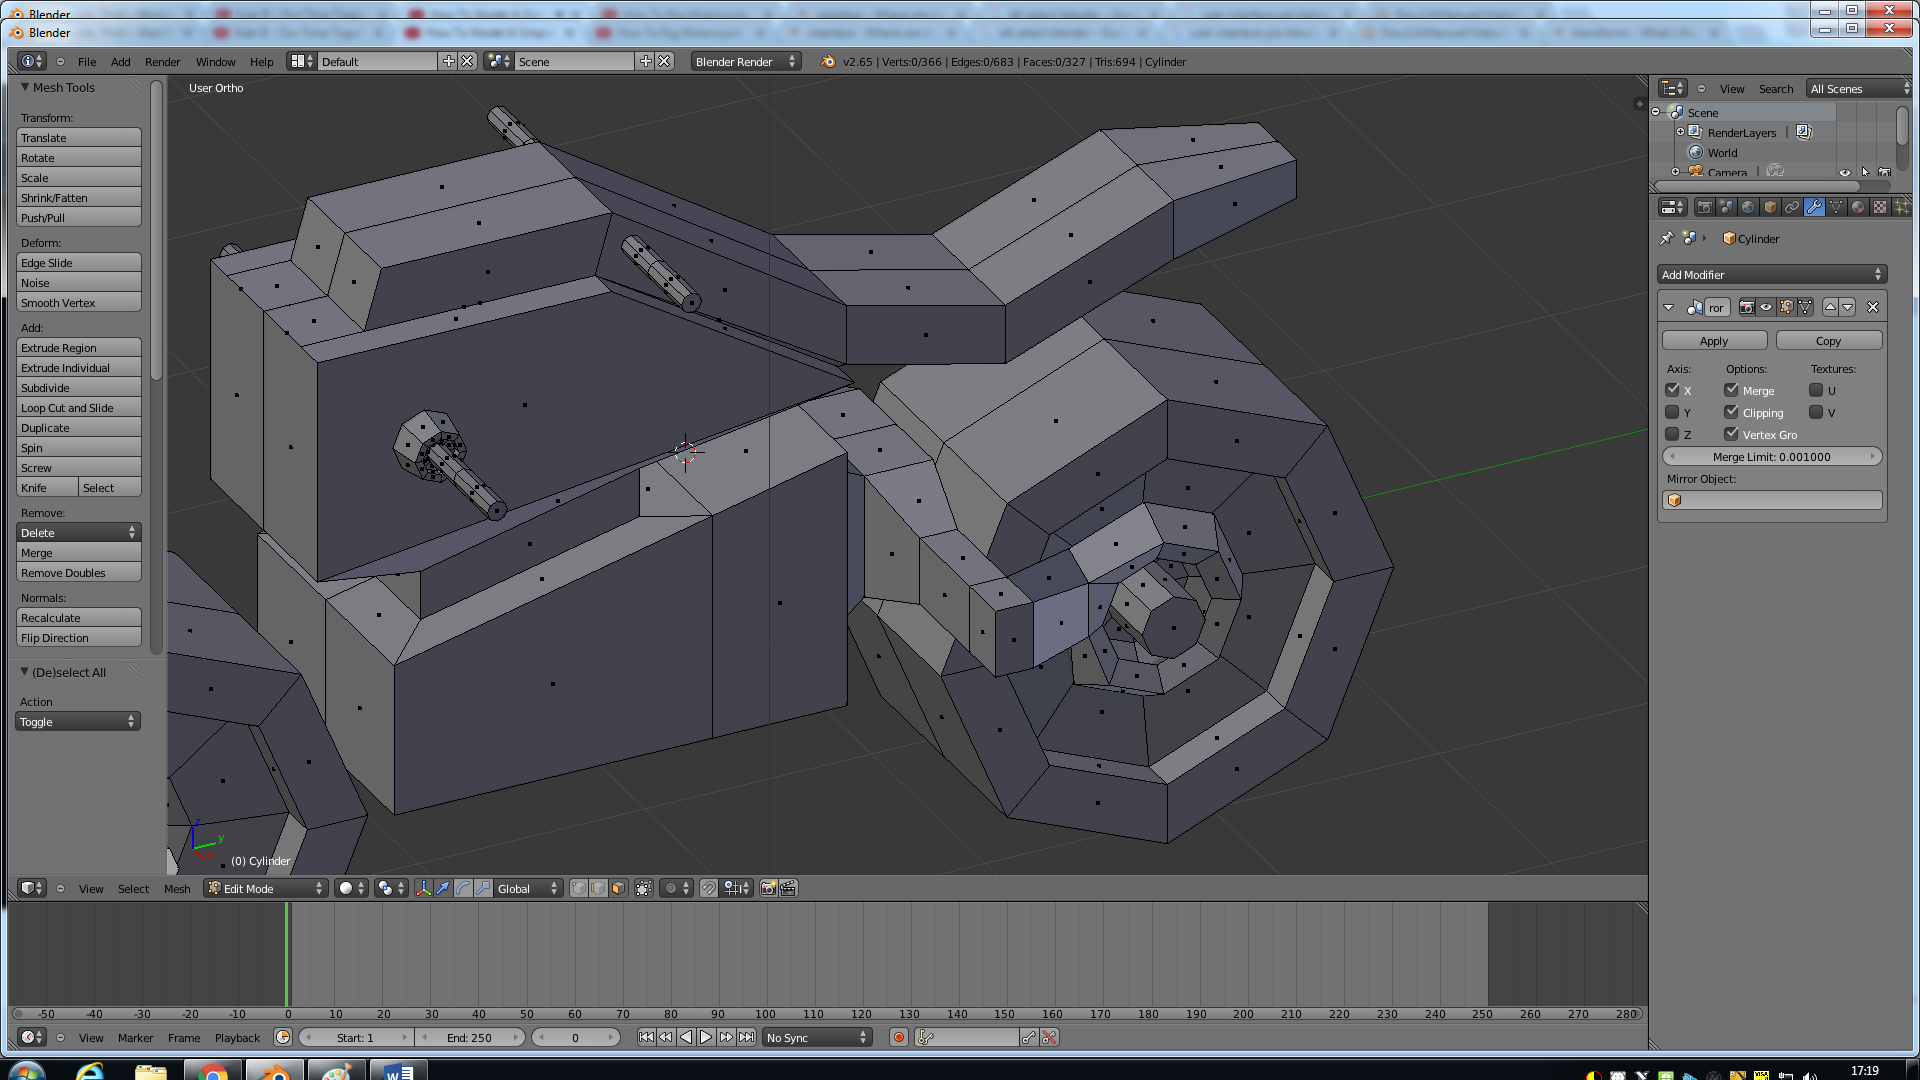 Blender
Blender
File Add Render Window Help Default Scene Blender Render v2.65 | Verts:0/366 | Edges:0/683 | Faces:0/327 | Tris:694 | Cylinder
Mesh Tools
Transform:
Translate
Rotate
Scale
Shrink/Fatten
Push/Pull
Deform:
Edge Slide
Noise
Smooth Vertex
Add:
Extrude Region
Extrude Individual
Subdivide
Loop Cut and Slide
Duplicate
Spin
Screw
Knife Select
Remove:
Delete
Merge
Remove Doubles
Normals:
Recalculate
Flip Direction
(De)select All
Action
Toggle
User Ortho
z
y
(0) Cylinder
View Search All Scenes
Scene
RenderLayers
World
Camera
Cylinder
Add Modifier
ror
Apply Copy
Axis: Options: Textures:
X Merge U
Y Clipping V
Z Vertex Gro
Merge Limit: 0.001000
Mirror Object:
View Select Mesh Edit Mode Global
-50 -40 -30 -20 -10 0 10 20 30 40 50 60 70 80 90 100 110 120 130 140 150 160 170 180 190 200 210 220 230 240 250 260 270 280
View Marker Frame Playback Start: 1 End: 250 0 No Sync
17:19